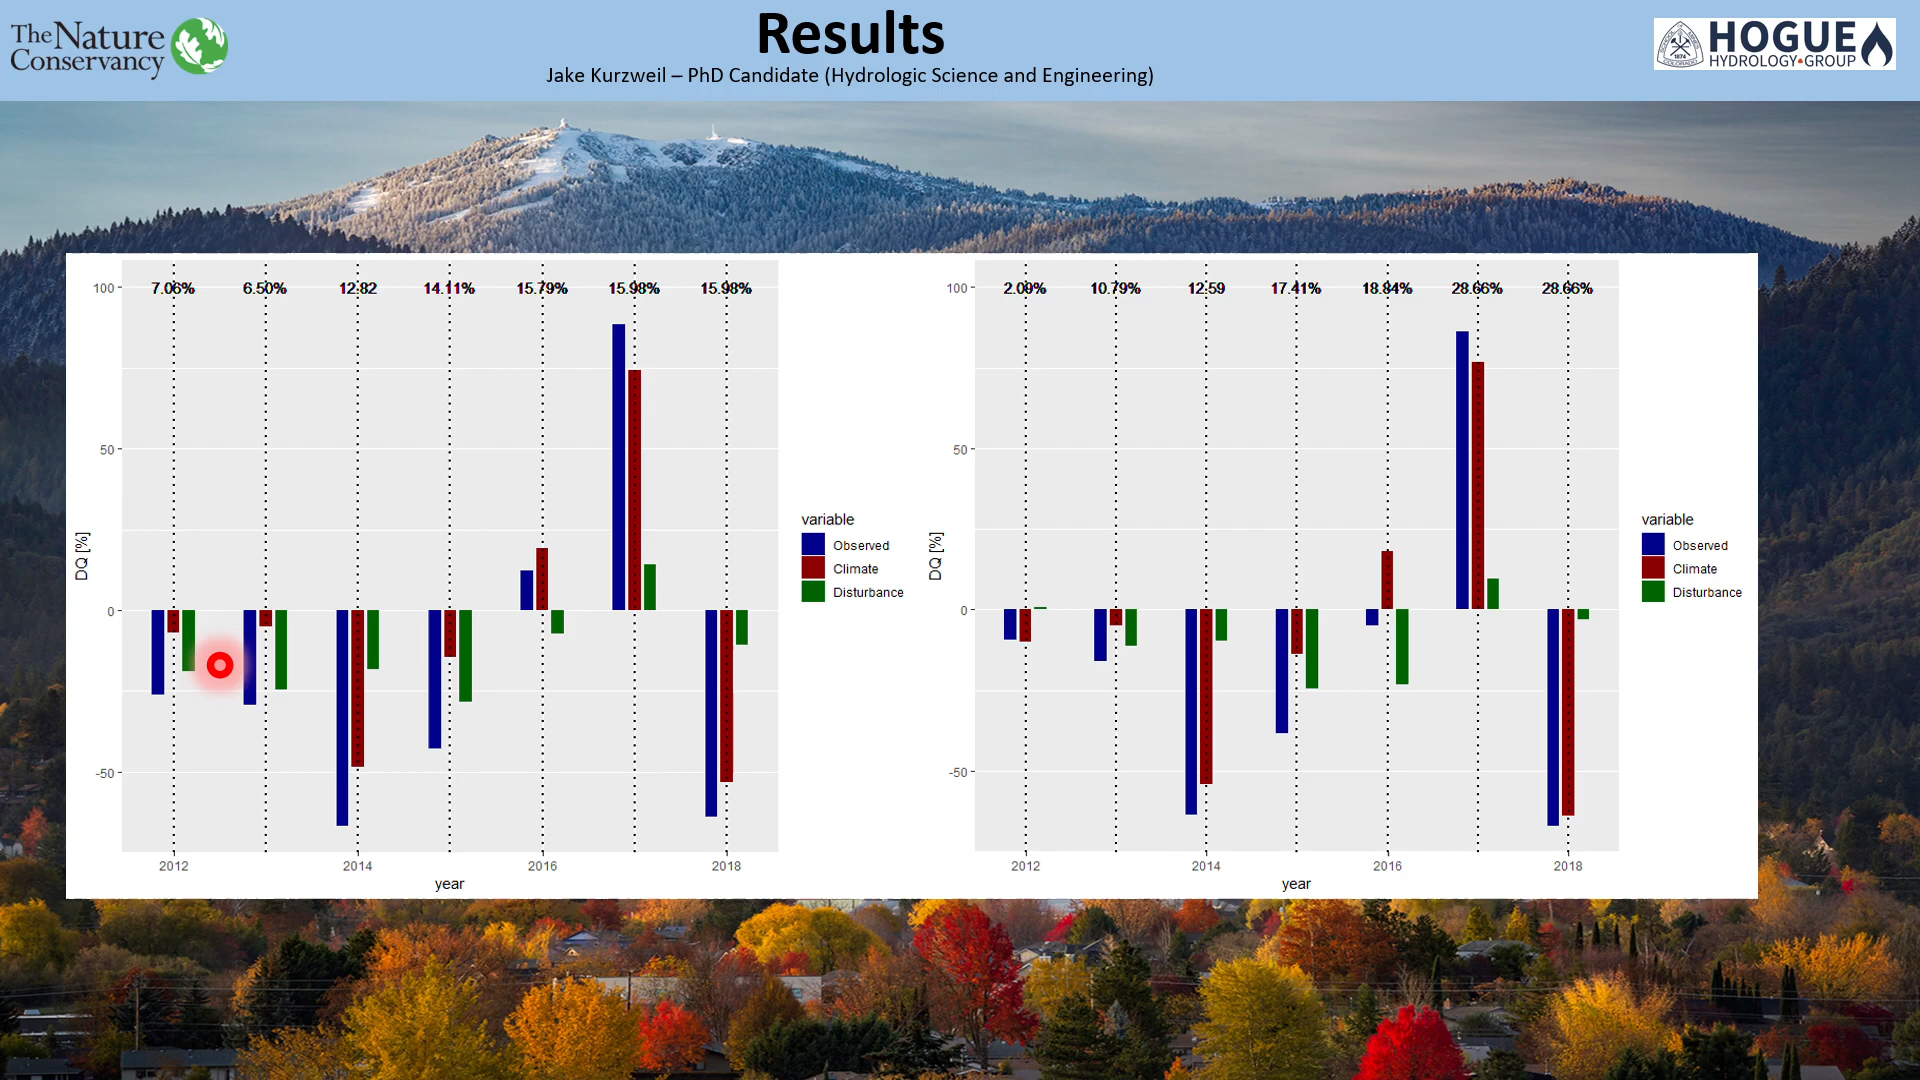 The Nature
Conservancy
Results
Jake Kurzweil – PhD Candidate (Hydrologic Science and Engineering)
HOGUE
HYDROLOGY GROUP
100
7.06% 6.50% 12.82 14.11% 15.79% 15.98% 15.98%
50
0
-50
DQ [%]
2012 2014 2016 2018
year
variable
Observed
Climate
Disturbance
100
2.09% 10.79% 12.59 17.41% 18.84% 28.66% 28.66%
50
0
-50
DQ [%]
2012 2014 2016 2018
year
variable
Observed
Climate
Disturbance